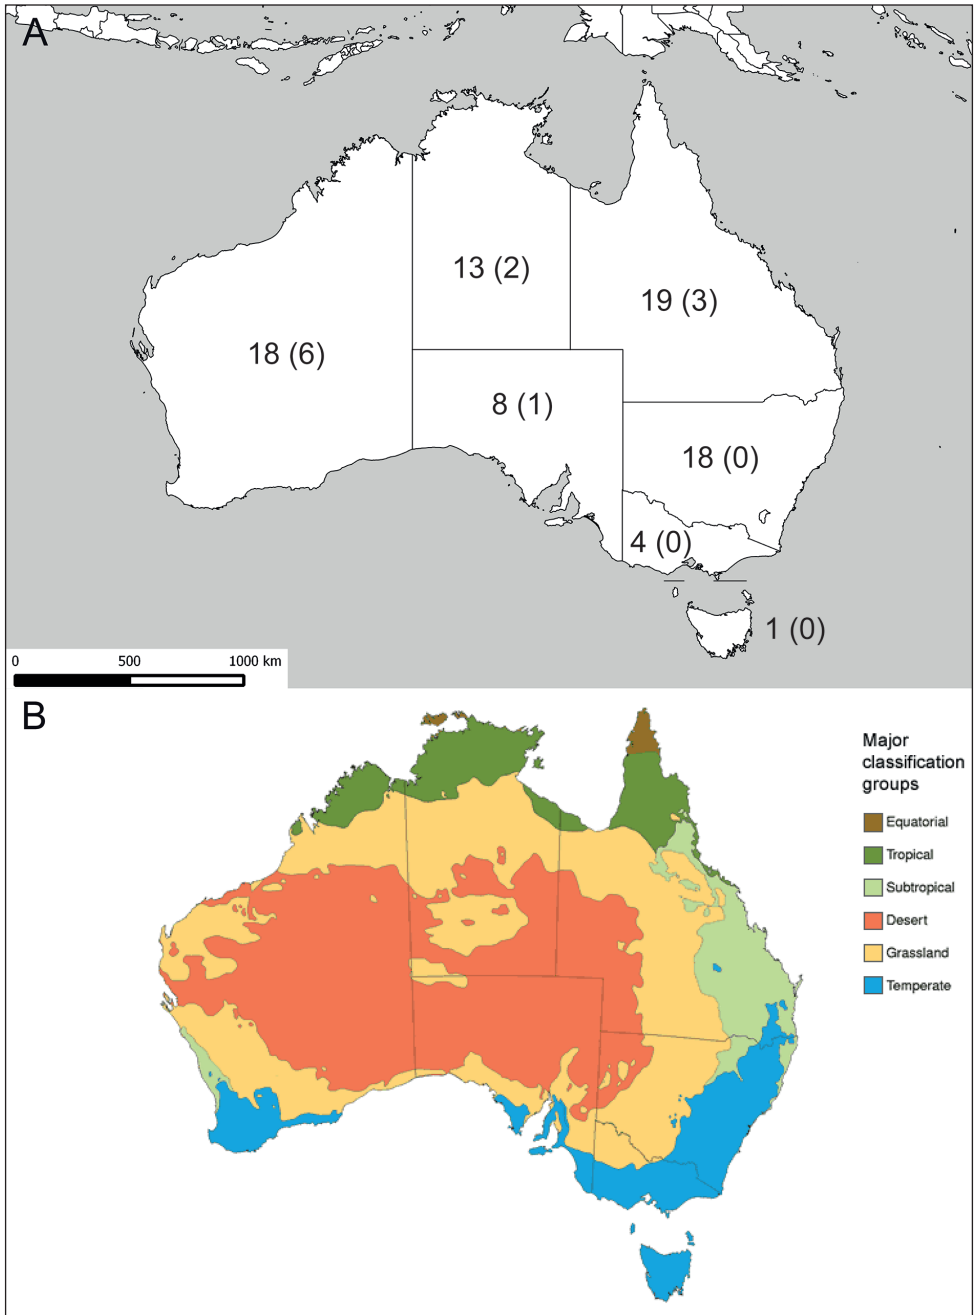 A
13 (2)
19 (3)
18 (6)
8 (1)
18 (0)
4 (0)
1 (0)
0 500 1000 km
B
Major
classification
groups
Equatorial
Tropical
Subtropical
Desert
Grassland
Temperate